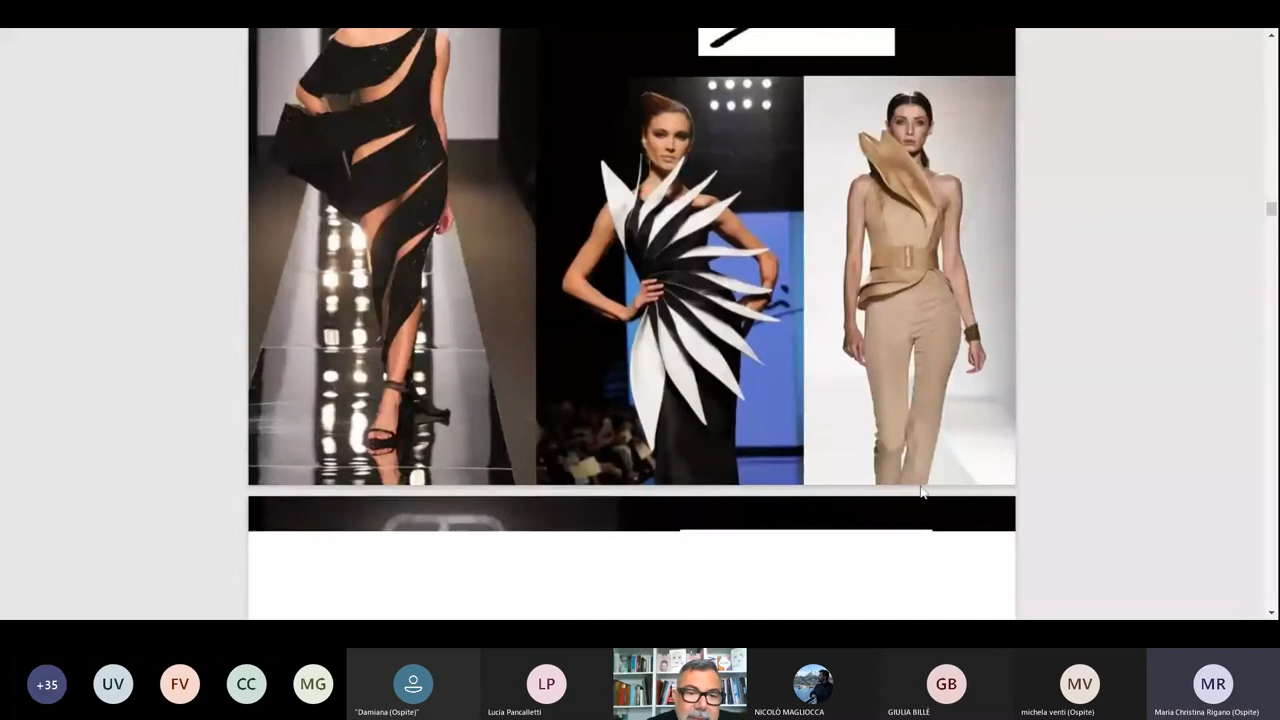 +35
UV
FV
CC
MG
"Damiana (Ospite)"
LP
Lucia Pancalletti
NICOLÒ MAGLIOCCA
GB
GIULIA BILLÈ
MV
michela venti (Ospite)
MR
Maria Christina Rigano (Ospite)